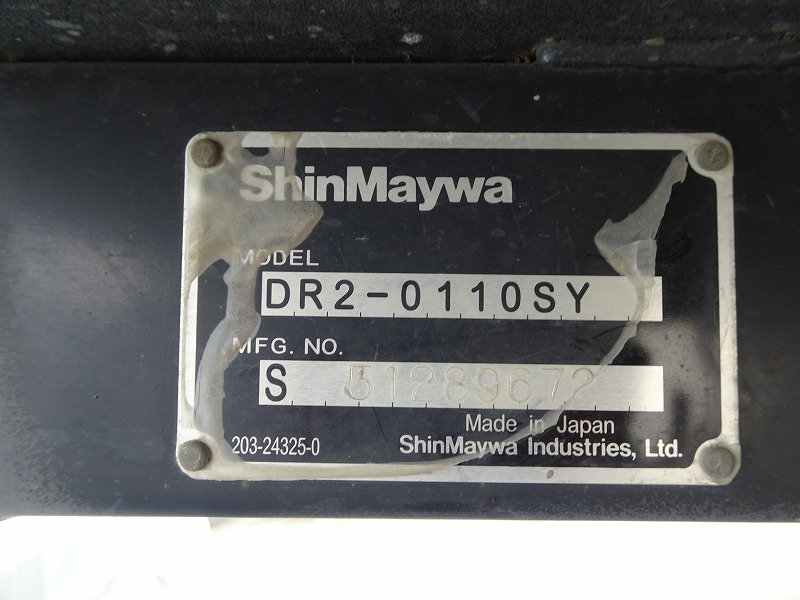 ShinMaywa
MODEL
DR2-0110SY
MFG. NO.
S 51289672
Made in Japan
203-24325-0
ShinMaywa Industries, Ltd.